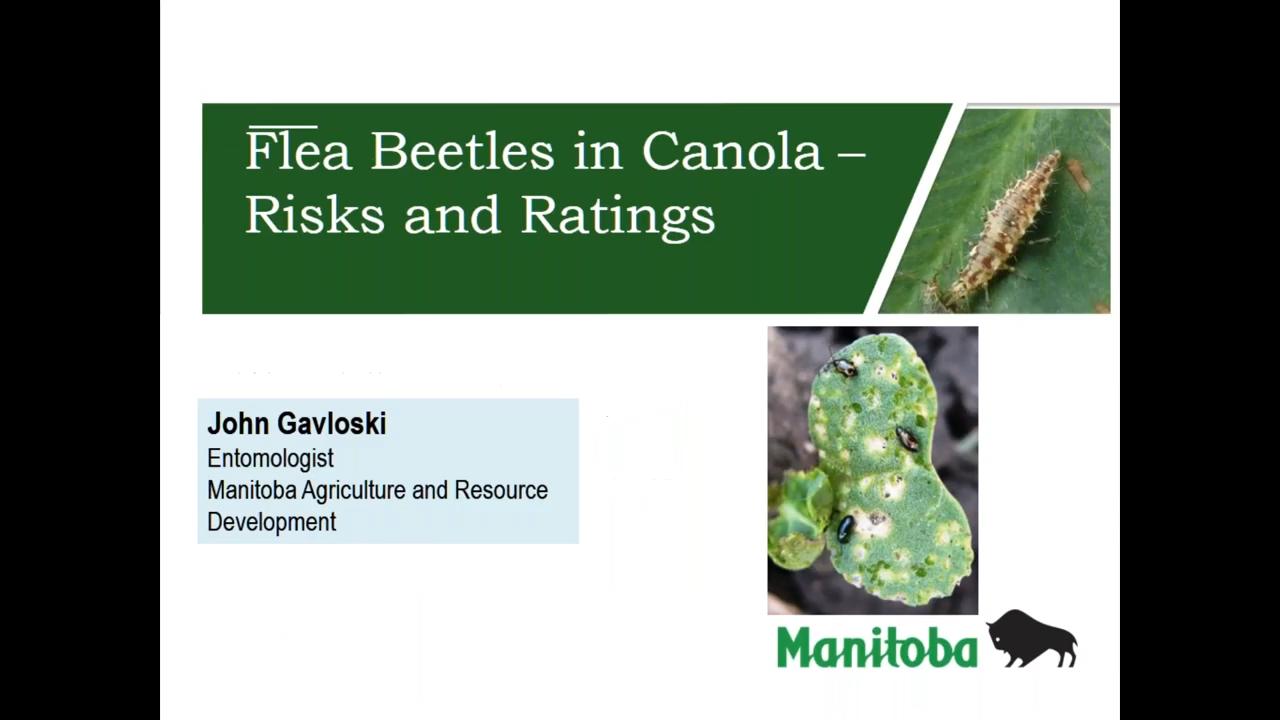 Flea Beetles in Canola –
Risks and Ratings
John Gavloski
Entomologist
Manitoba Agriculture and Resource
Development
Manitoba